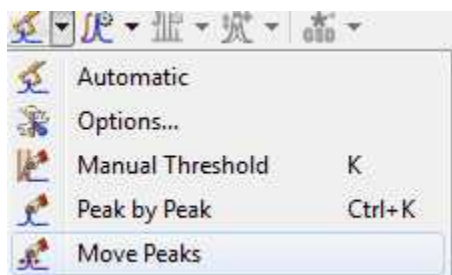 Automatic
Options...
Manual Threshold K
Peak by Peak Ctrl+K
Move Peaks